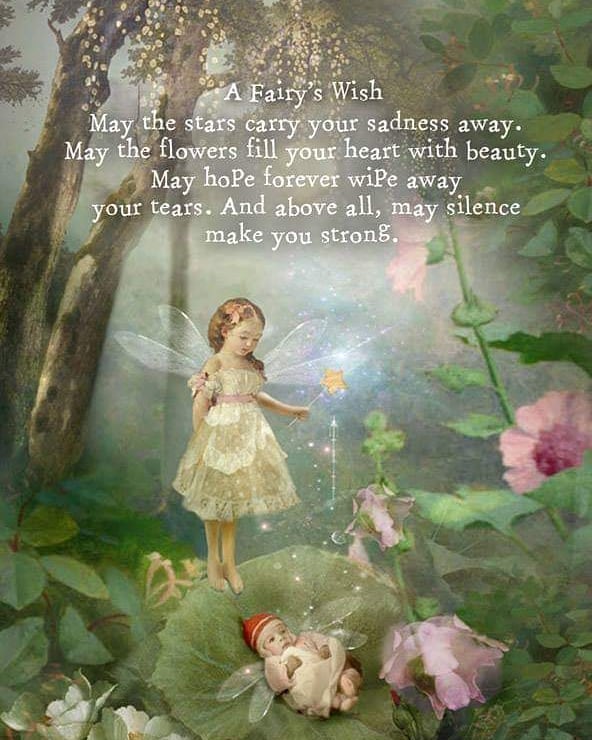 A Fairy's Wish
May the stars carry your sadness away.
May the flowers fill your heart with beauty.
May hoPe forever wiPe away
your tears. And above all, may silence
make you strong.